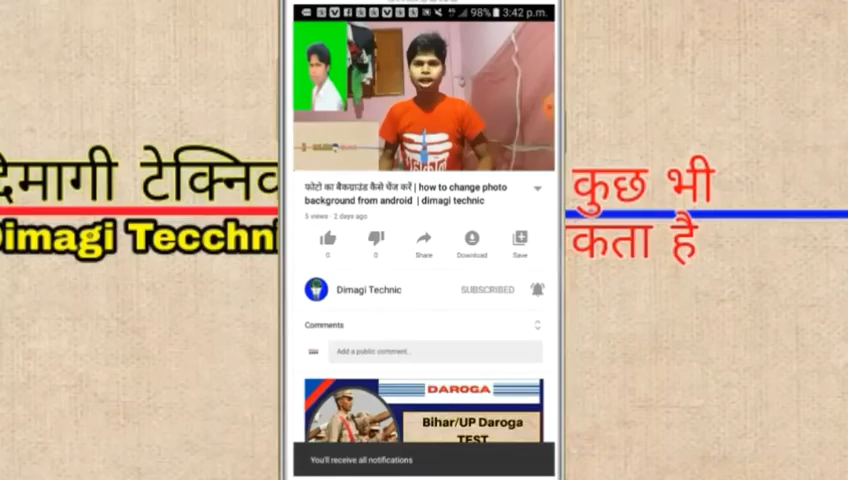 98% 3:42 p.m.
दिमागी टेक्निक
Dimagi Tecchni
कुछ भी
कता है
फोटो का बैकग्राउंड कैसे चेंज करें | how to change photo
background from android | dimagi technic
5 views · 2 days ago
0
0
Share
Download
Save
Dimagi Technic
SUBSCRIBED
Comments
Add a public comment...
DAROGA
Bihar/UP Daroga
TEST
You'll receive all notifications